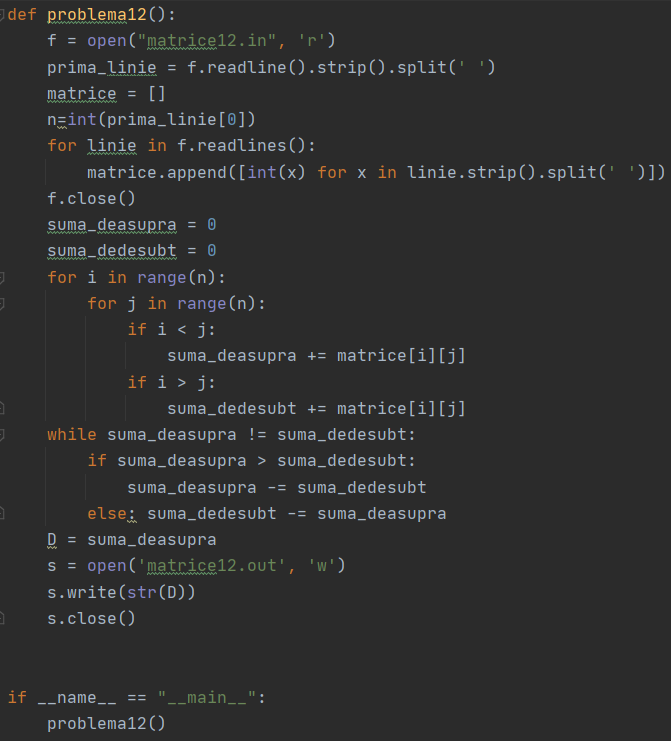 def problema12():
    f = open("matrice12.in", 'r')
    prima_linie = f.readline().strip().split(' ')
    matrice = []
    n=int(prima_linie[0])
    for linie in f.readlines():
        matrice.append([int(x) for x in linie.strip().split(' ')])
    f.close()
    suma_deasupra = 0
    suma_dedesubt = 0
    for i in range(n):
        for j in range(n):
            if i < j:
                suma_deasupra += matrice[i][j]
            if i > j:
                suma_dedesubt += matrice[i][j]
    while suma_deasupra != suma_dedesubt:
        if suma_deasupra > suma_dedesubt:
            suma_deasupra -= suma_dedesubt
        else: suma_dedesubt -= suma_deasupra
    D = suma_deasupra
    s = open('matrice12.out', 'w')
    s.write(str(D))
    s.close()
if __name__ == "__main__":
    problema12()